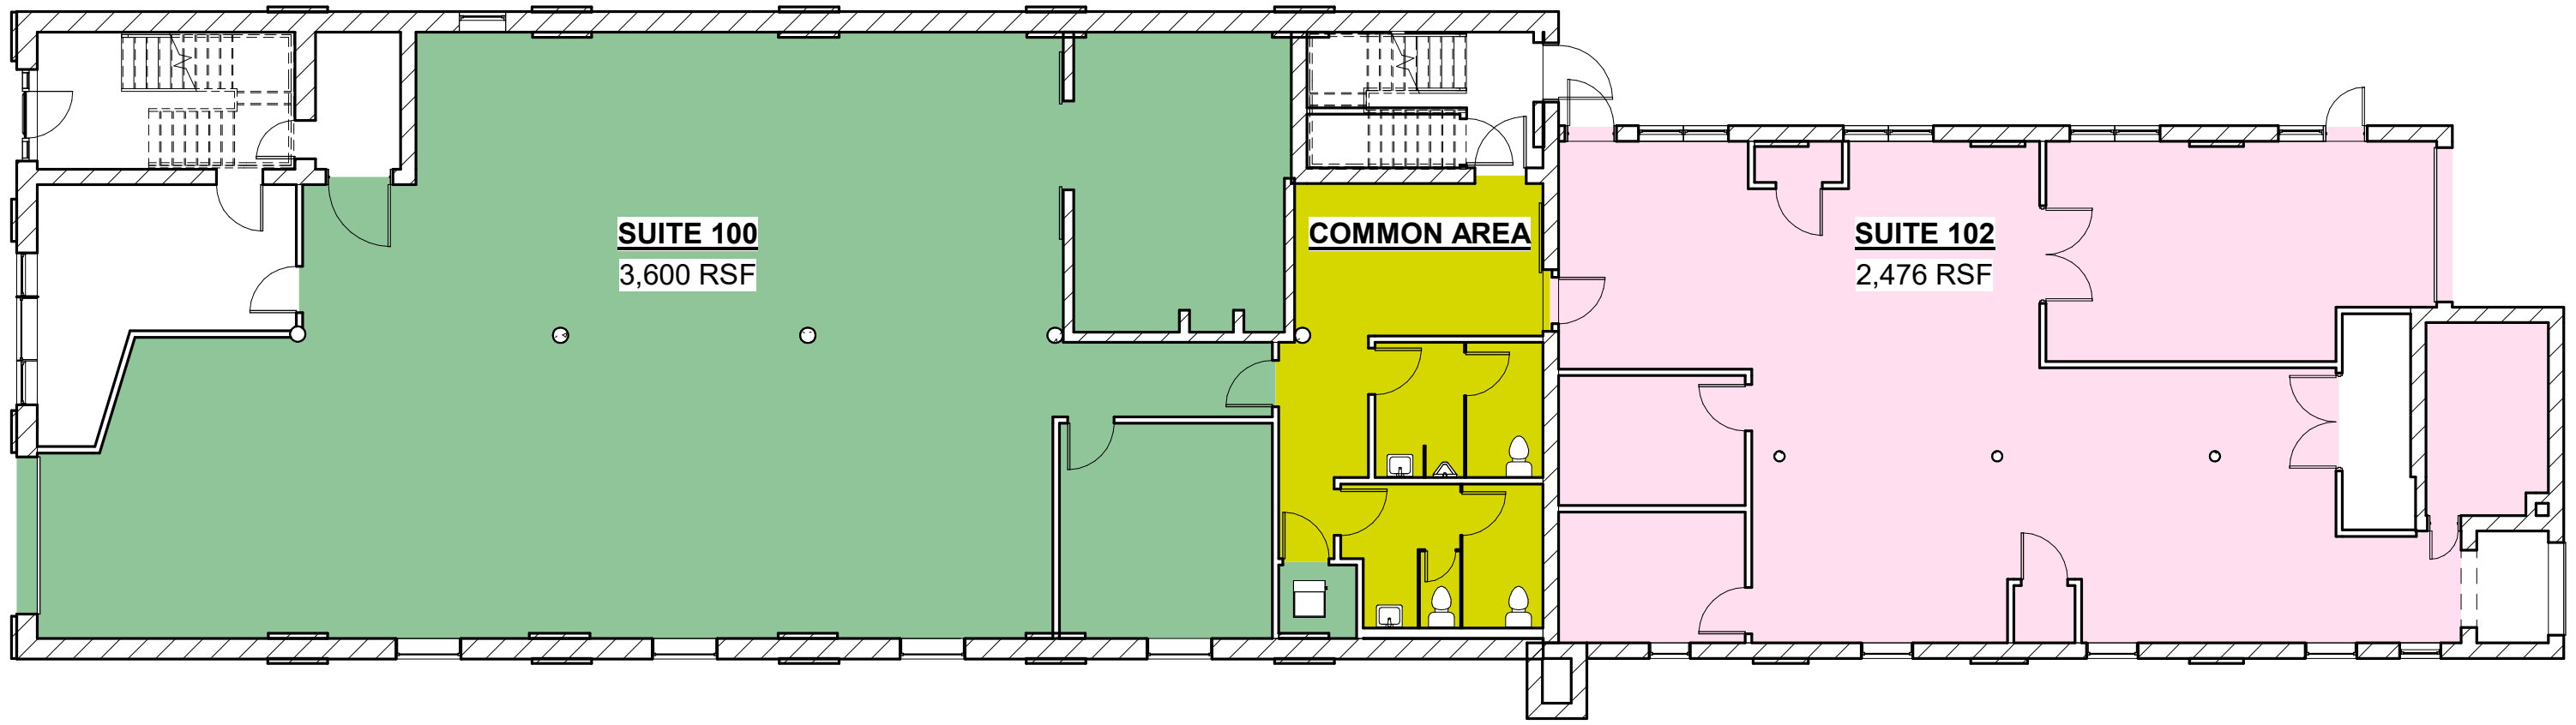 SUITE 100
3,600 RSF
COMMON AREA
SUITE 102
2,476 RSF